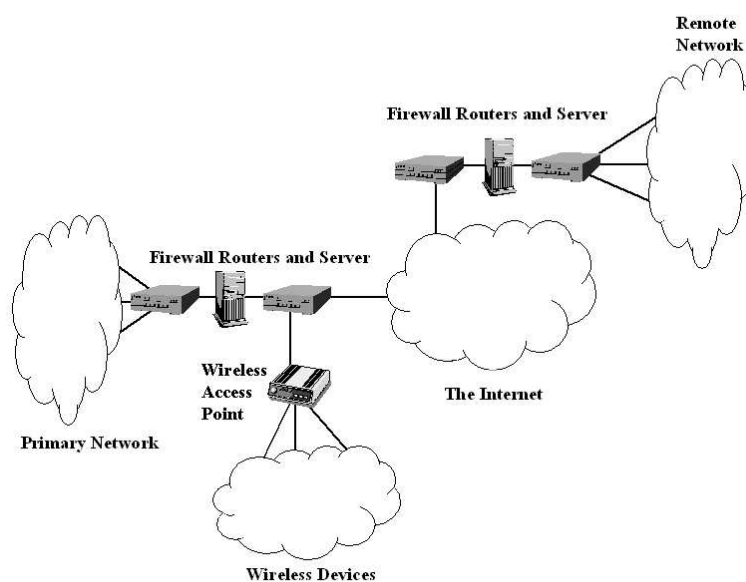 Remote
Network
Firewall Routers and Server
Firewall Routers and Server
Wireless
Access
Point
The Internet
Primary Network
Wireless Devices